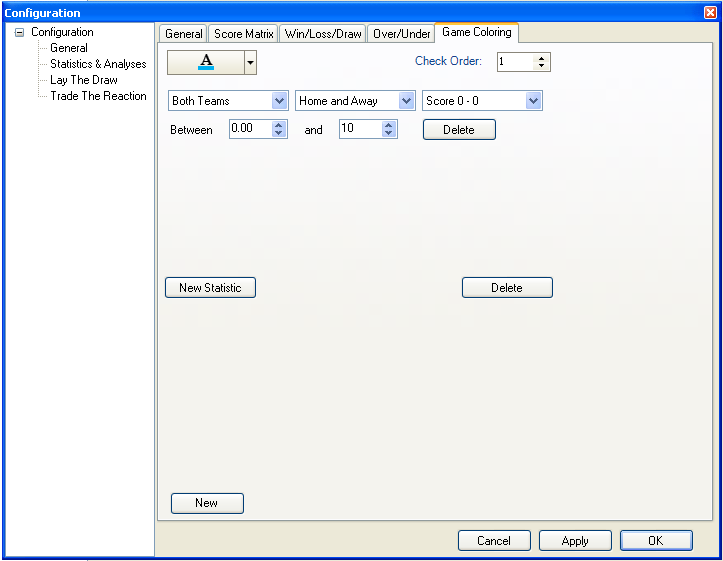 Configuration
Configuration
General
Statistics & Analyses
Lay The Draw
Trade The Reaction
General Score Matrix Win/Loss/Draw Over/Under Game Coloring
A Check Order: 1
Both Teams Home and Away Score 0 - 0
Between 0.00 and 10 Delete
New Statistic Delete
New
Cancel Apply OK